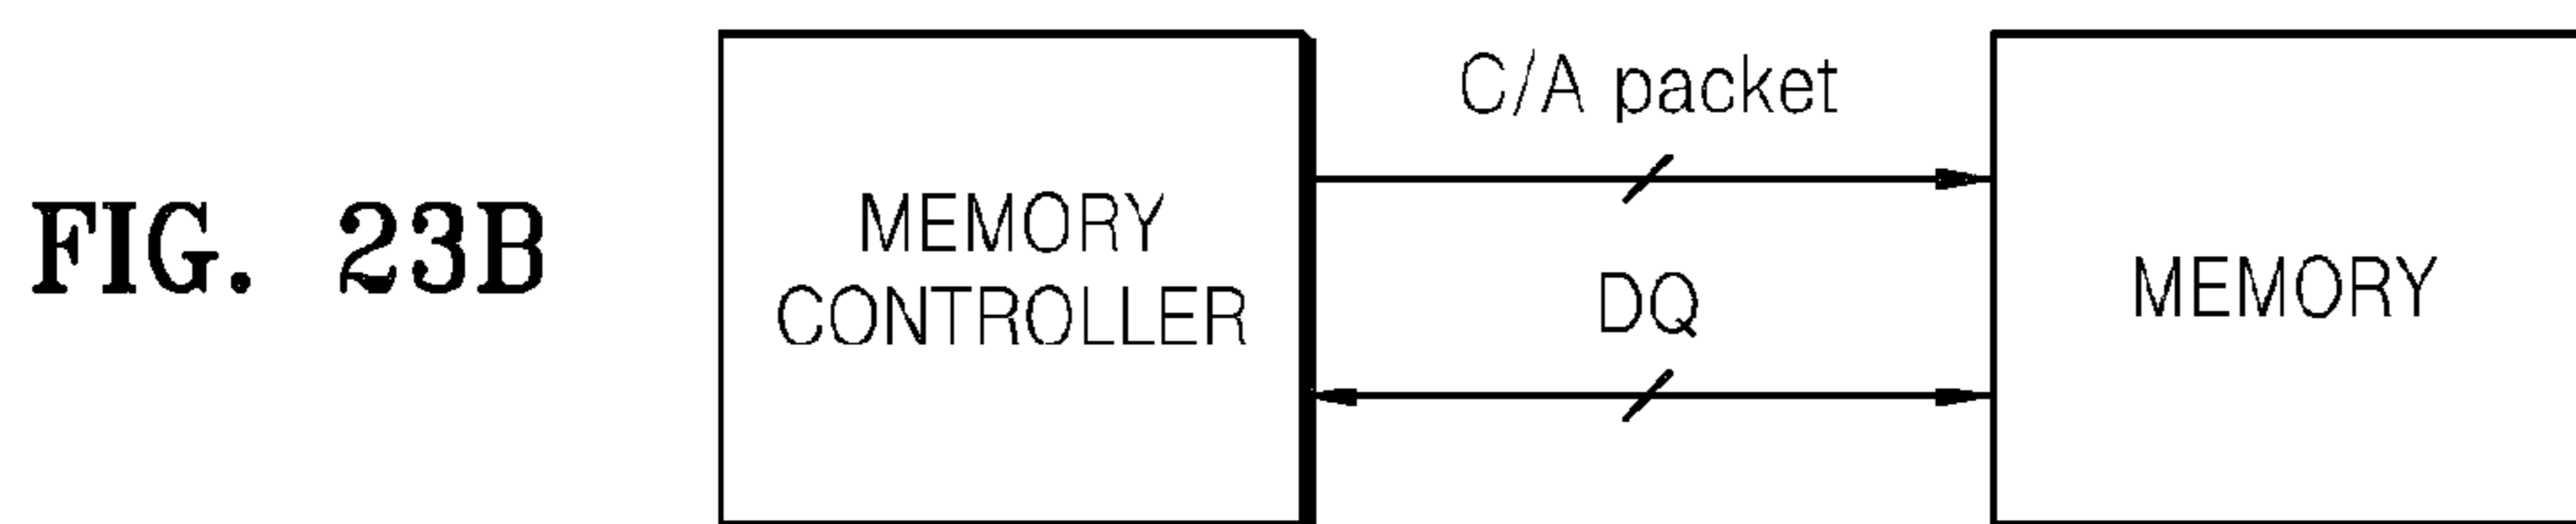 FIG. 23B
MEMORY
CONTROLLER
C/A packet
DQ
MEMORY